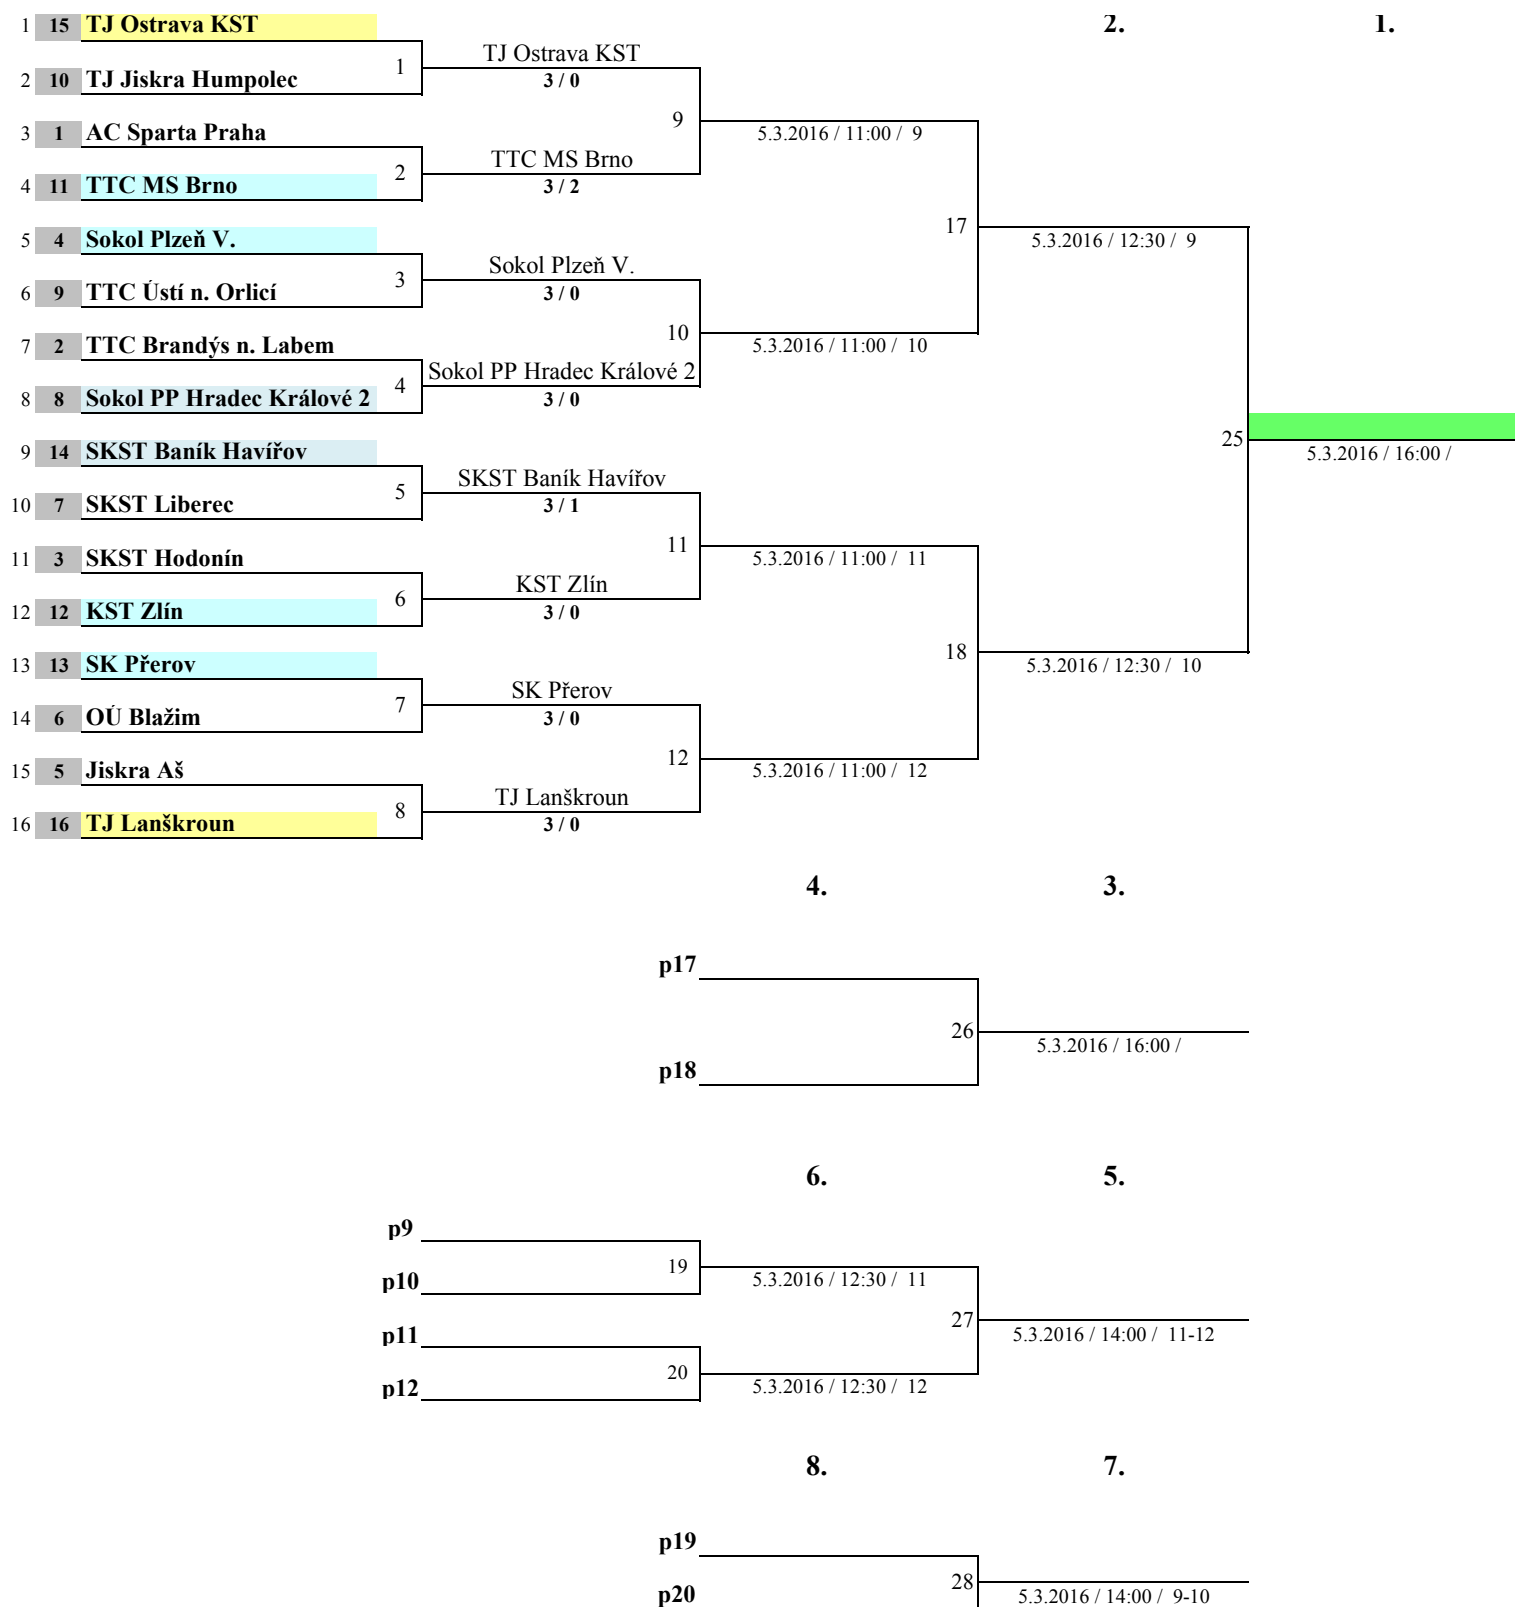 2. 1.
1 15 TJ Ostrava KST
TJ Ostrava KST
1
3 / 0
2 10 TJ Jiskra Humpolec
9
5.3.2016 / 11:00 / 9
3 1 AC Sparta Praha
TTC MS Brno
2
3 / 2
4 11 TTC MS Brno
17
5.3.2016 / 12:30 / 9
5 4 Sokol Plzeň V.
Sokol Plzeň V.
3
3 / 0
6 9 TTC Ústí n. Orlicí
10
5.3.2016 / 11:00 / 10
7 2 TTC Brandýs n. Labem
Sokol PP Hradec Králové 2
4
3 / 0
8 8 Sokol PP Hradec Králové 2
25
5.3.2016 / 16:00 /
9 14 SKST Baník Havířov
SKST Baník Havířov
5
3 / 1
10 7 SKST Liberec
11
5.3.2016 / 11:00 / 11
11 3 SKST Hodonín
KST Zlín
6
3 / 0
12 12 KST Zlín
18
5.3.2016 / 12:30 / 10
13 13 SK Přerov
SK Přerov
7
3 / 0
14 6 OÚ Blažim
12
5.3.2016 / 11:00 / 12
15 5 Jiskra Aš
TJ Lanškroun
8
3 / 0
16 16 TJ Lanškroun
4. 3.
p17
26
5.3.2016 / 16:00 /
p18
6. 5.
p9
19
5.3.2016 / 12:30 / 11
p10
27
5.3.2016 / 14:00 / 11-12
p11
20
5.3.2016 / 12:30 / 12
p12
8. 7.
p19
28
5.3.2016 / 14:00 / 9-10
p20